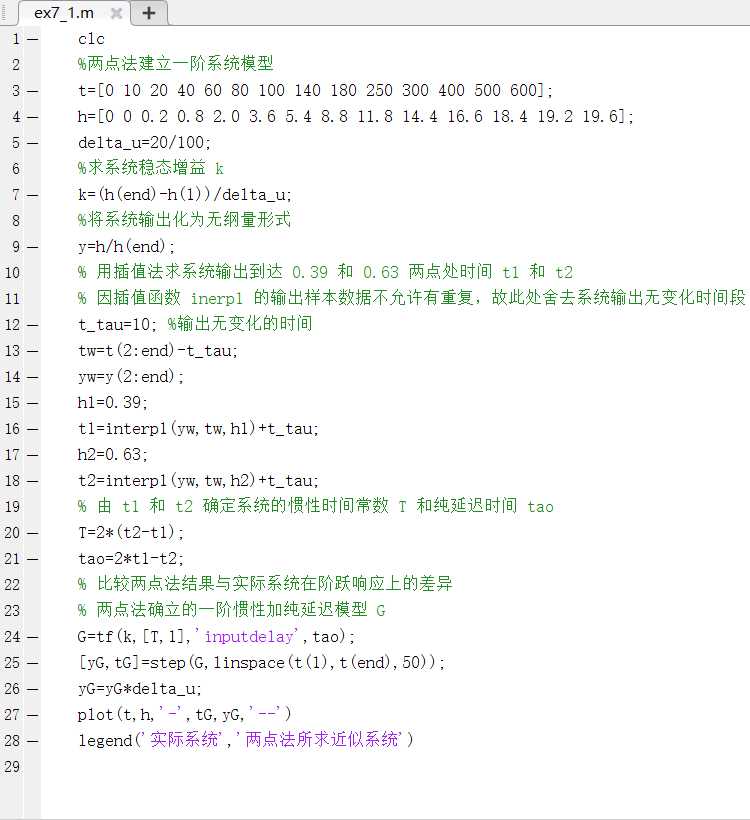 ex7_1.m
1 clc
2 %两点法建立一阶系统模型
3 t=[0 10 20 40 60 80 100 140 180 250 300 400 500 600];
4 h=[0 0 0.2 0.8 2.0 3.6 5.4 8.8 11.8 14.4 16.6 18.4 19.2 19.6];
5 delta_u=20/100;
6 %求系统稳态增益 k
7 k=(h(end)-h(1))/delta_u;
8 %将系统输出化为无纲量形式
9 y=h/h(end);
10 % 用插值法求系统输出到达 0.39 和 0.63 两点处时间 t1 和 t2
11 % 因插值函数 inerp1 的输出样本数据不允许有重复,故此处舍去系统输出无变化时间段
12 t_tau=10; %输出无变化的时间
13 tw=t(2:end)-t_tau;
14 yw=y(2:end);
15 h1=0.39;
16 t1=interp1(yw,tw,h1)+t_tau;
17 h2=0.63;
18 t2=interp1(yw,tw,h2)+t_tau;
19 % 由 t1 和 t2 确定系统的惯性时间常数 T 和纯延迟时间 tao
20 T=2*(t2-t1);
21 tao=2*t1-t2;
22 % 比较两点法结果与实际系统在阶跃响应上的差异
23 % 两点法确立的一阶惯性加纯延迟模型 G
24 G=tf(k,[T,1],'inputdelay',tao);
25 [yG,tG]=step(G,linspace(t(1),t(end),50));
26 yG=yG*delta_u;
27 plot(t,h,'-',tG,yG,'--')
28 legend('实际系统','两点法所求近似系统')
29